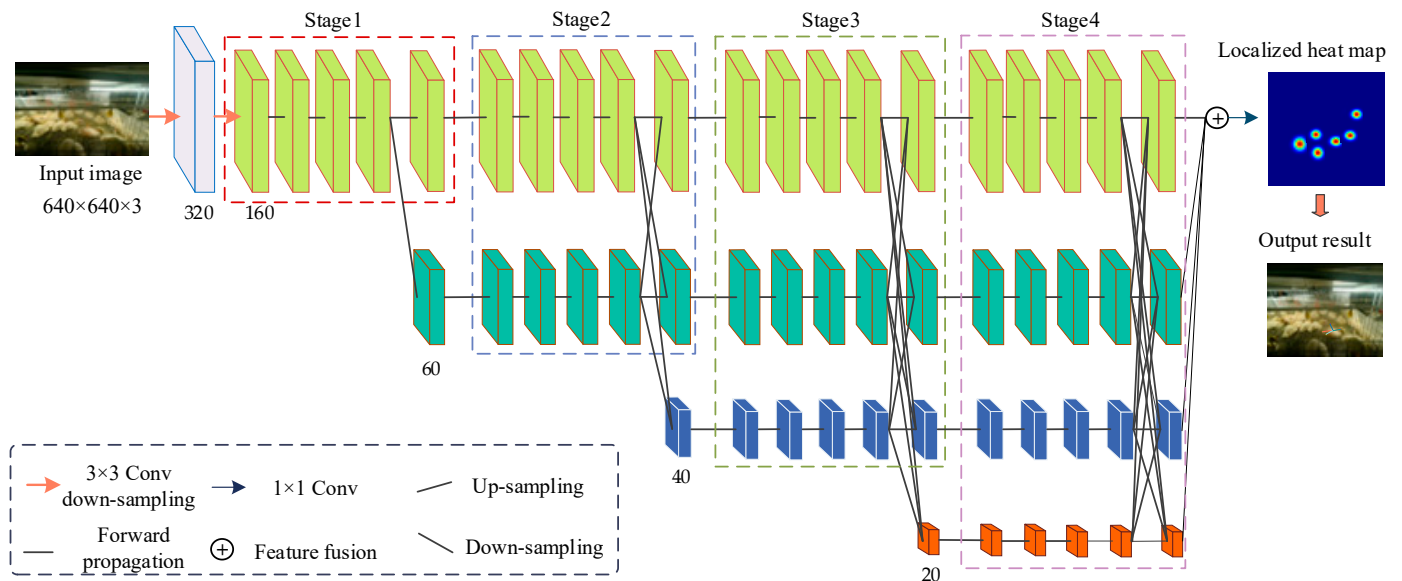 Stage1
Stage2
Stage3
Stage4
Localized heat map
Input image
640×640×3
320
160
Output result
60
40
20
3×3 Conv
down-sampling
1×1 Conv
Up-sampling
Forward
propagation
Feature fusion
Down-sampling